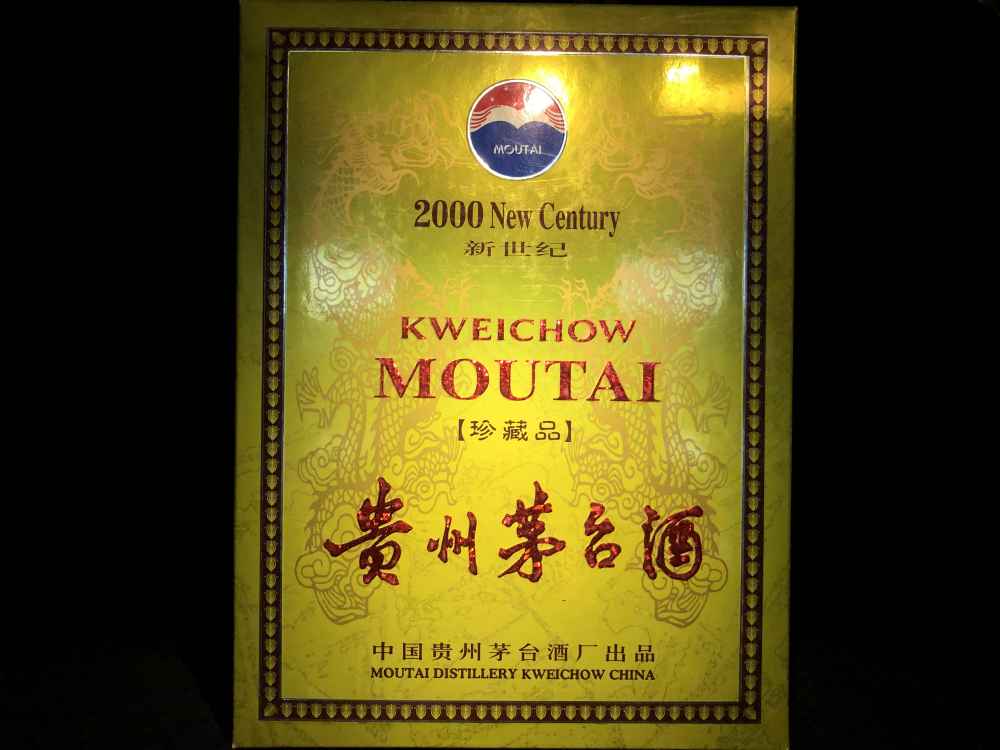 MOUTAI
2000 New Century
新世纪
KWEICHOW
MOUTAI
【珍藏品】
贵州茅台酒
中国贵州茅台酒厂出品
MOUTAI DISTILLERY KWEICHOW CHINA